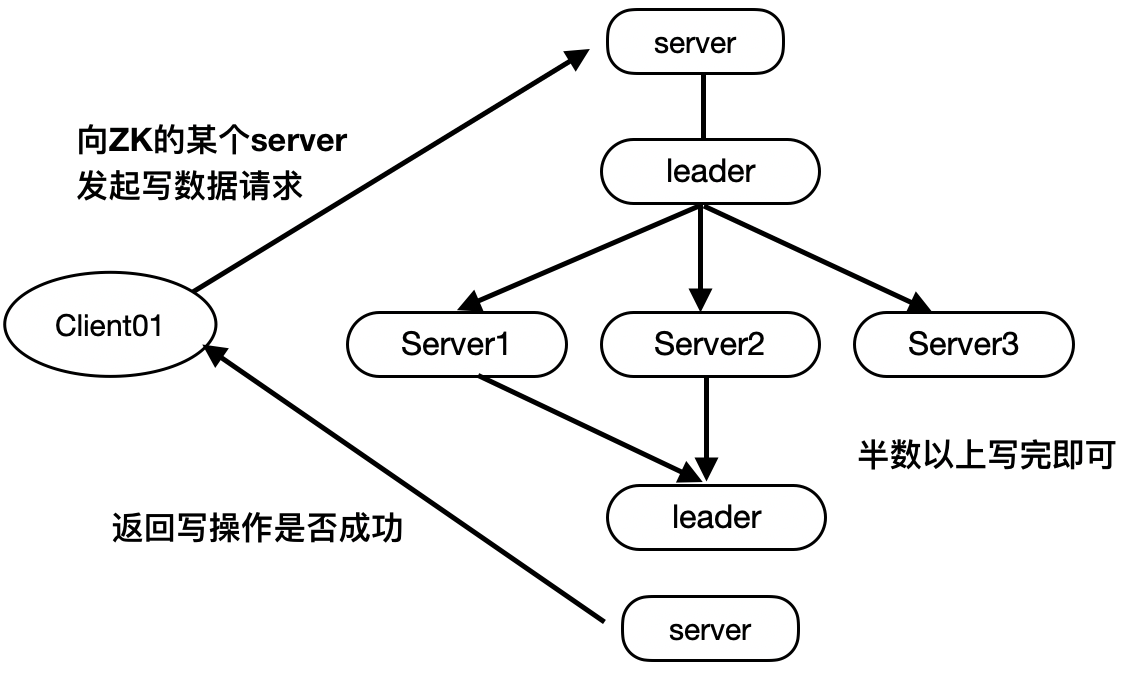 server
向ZK的某个server
发起写数据请求
leader
Client01
Server1
Server2
Server3
半数以上写完即可
leader
返回写操作是否成功
server